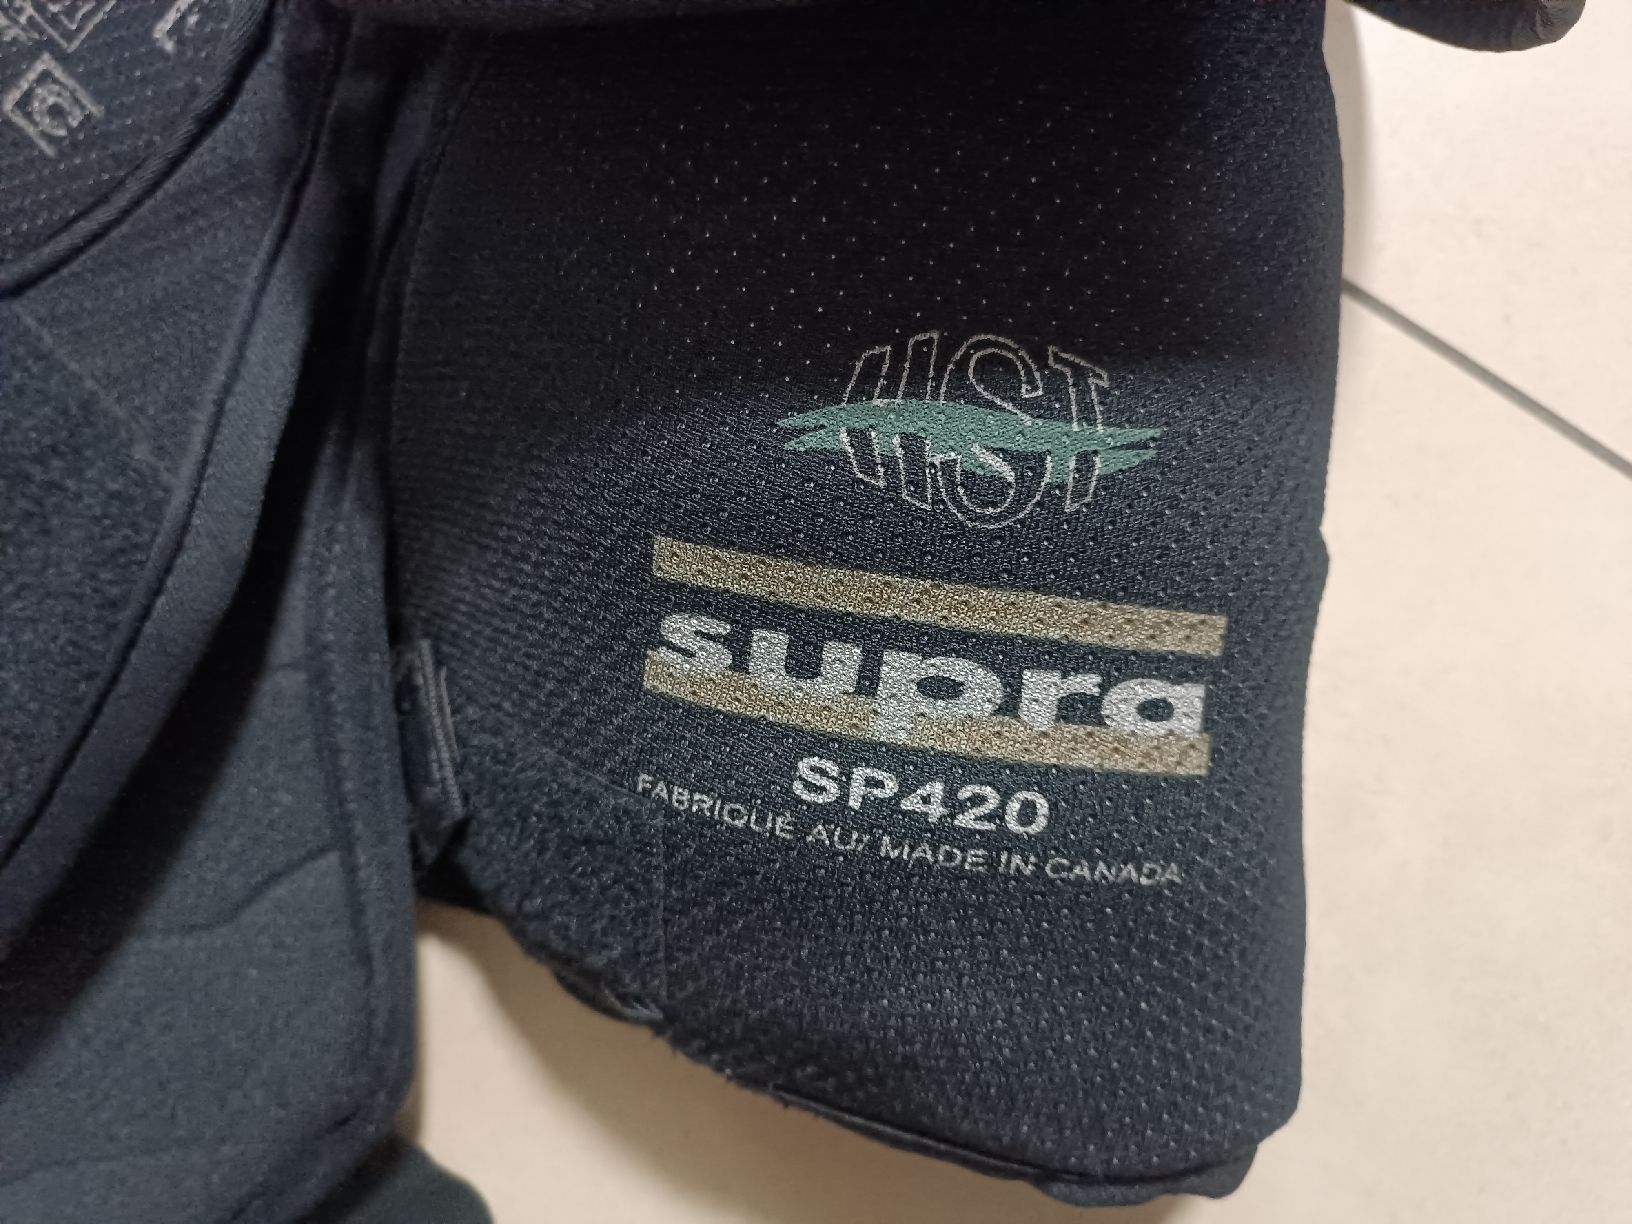 HST
supra
SP420
FABRIQUÉ AU/ MADE IN CANADA